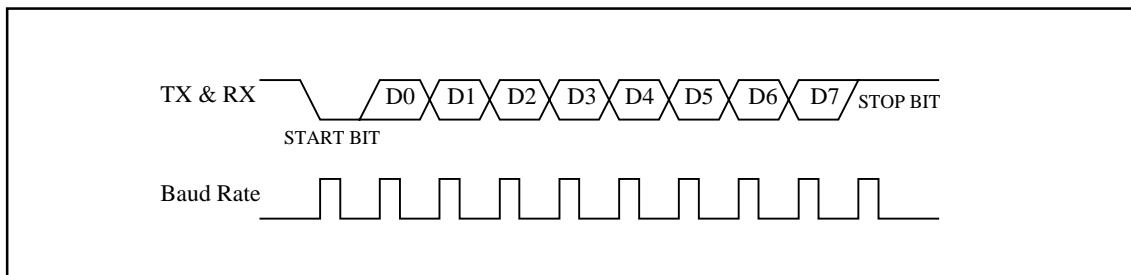 TX & RX
D0 D1 D2 D3 D4 D5 D6 D7
STOP BIT
START BIT
Baud Rate